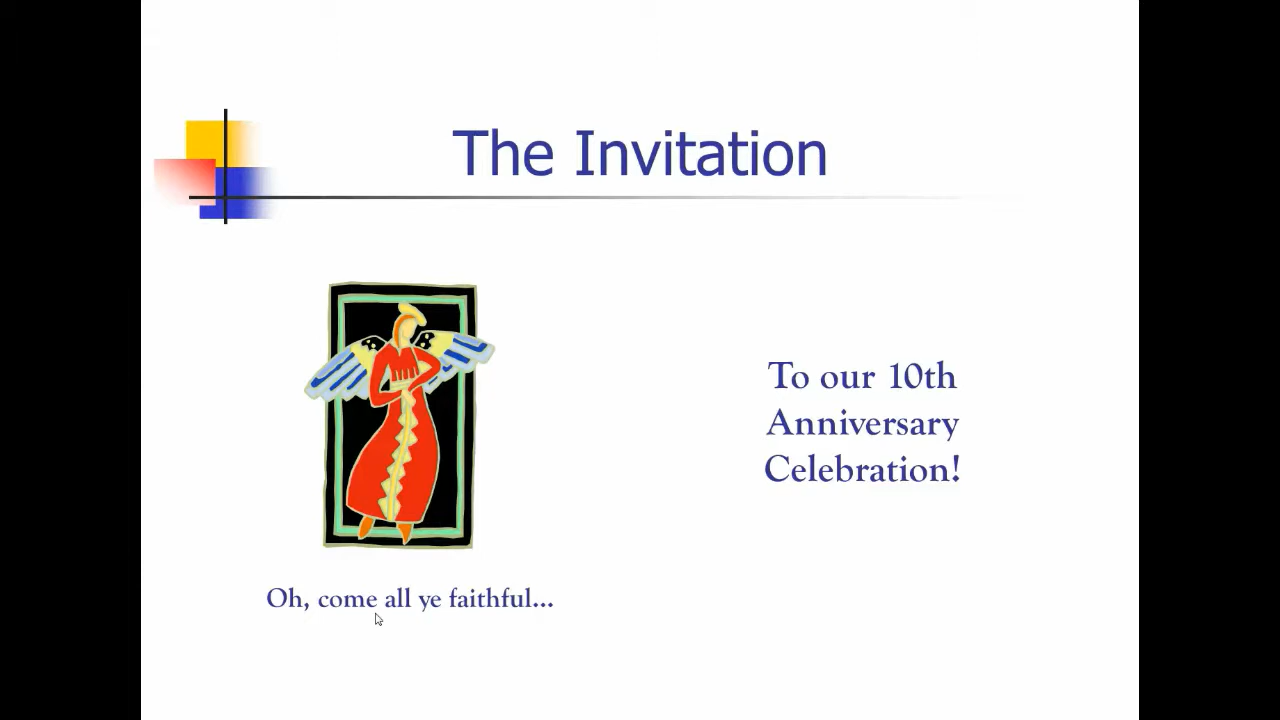 The Invitation
To our 10th
Anniversary
Celebration!
Oh, come all ye faithful...